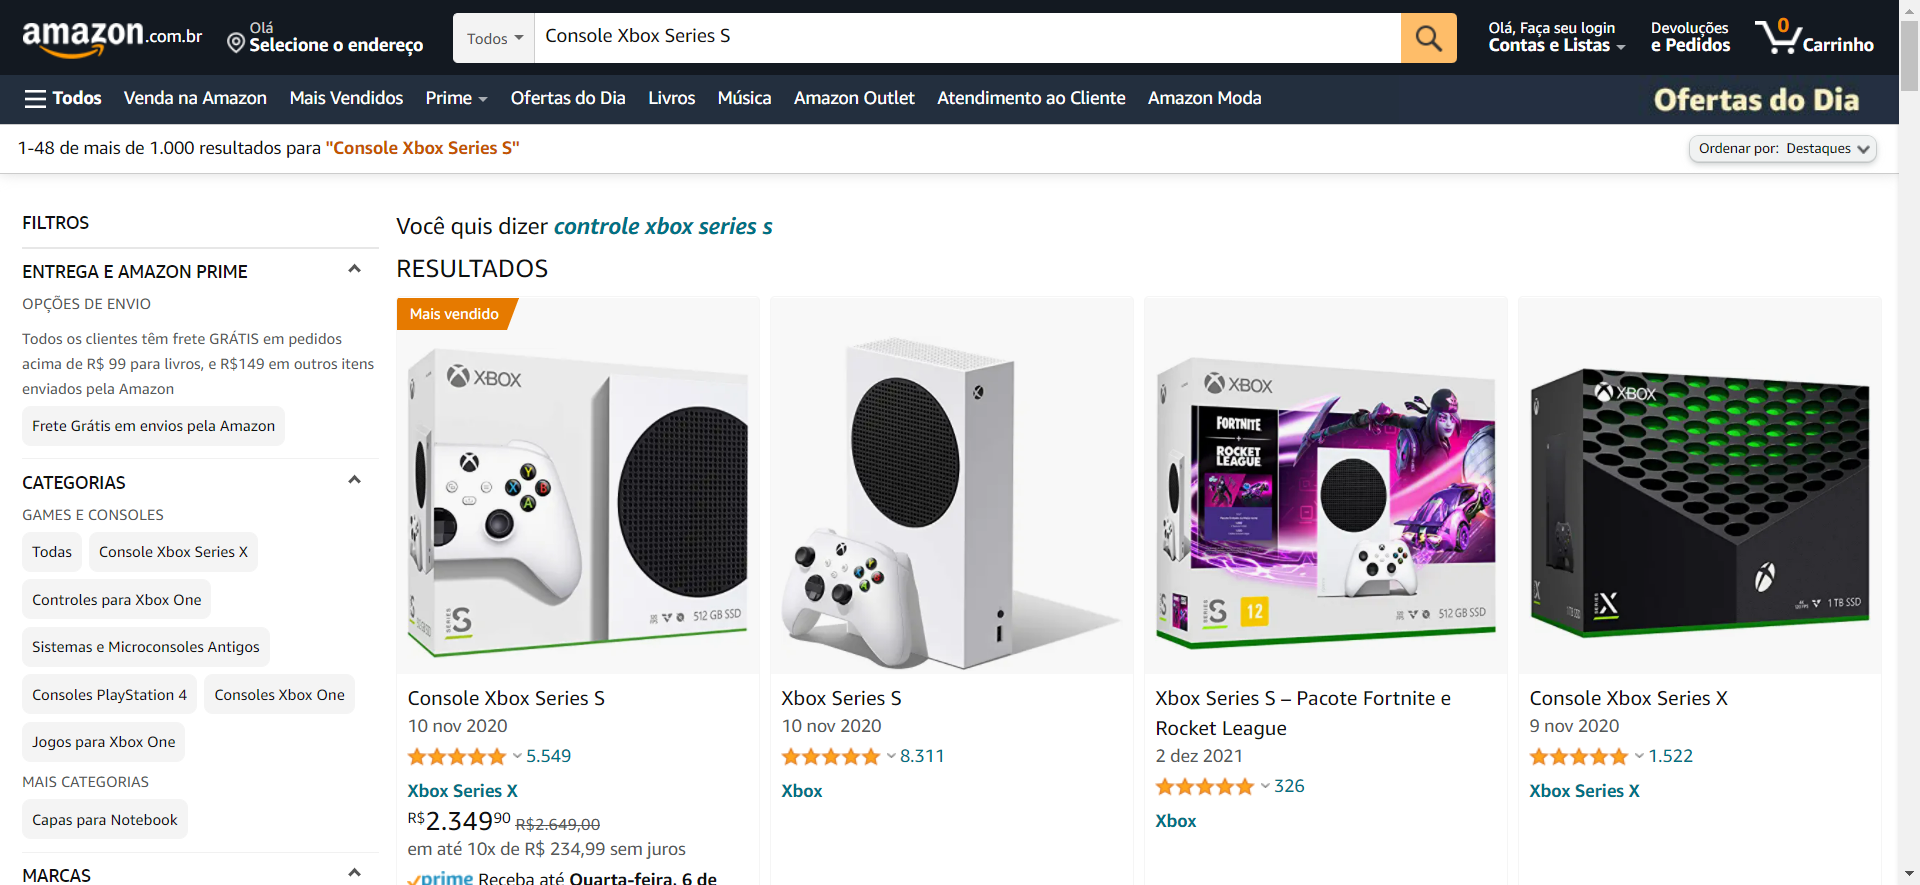 amazon.com.br
Olá
Selecione o endereço
Todos
Console Xbox Series S
Olá, Faça seu login
Contas e Listas
Devoluções
e Pedidos
0
Carrinho
Todos
Venda na Amazon
Mais Vendidos
Prime
Ofertas do Dia
Livros
Música
Amazon Outlet
Atendimento ao Cliente
Amazon Moda
Ofertas do Dia
1-48 de mais de 1.000 resultados para "Console Xbox Series S"
Ordenar por: Destaques
FILTROS
ENTREGA E AMAZON PRIME
OPÇÕES DE ENVIO
Todos os clientes têm frete GRÁTIS em pedidos
acima de R$ 99 para livros, e R$149 em outros itens
enviados pela Amazon
Frete Grátis em envios pela Amazon
CATEGORIAS
GAMES E CONSOLES
Todas
Console Xbox Series X
Controles para Xbox One
Sistemas e Microconsoles Antigos
Consoles PlayStation 4
Consoles Xbox One
Jogos para Xbox One
MAIS CATEGORIAS
Capas para Notebook
MARCAS
Você quis dizer controle xbox series s
RESULTADOS
Mais vendido
XBOX
Y
X
B
A
SERIES
S
512 GB SSD
Console Xbox Series S
10 nov 2020
5.549
Xbox Series X
R$2.34990 R$2.649,00
em até 10x de R$ 234,99 sem juros
prime Receba até Quarta-feira, 6 de
Xbox Series S
10 nov 2020
8.311
Xbox
XBOX
FORTNITE
+
ROCKET
LEAGUE
SERIES
S
12
512 GB SSD
Xbox Series S – Pacote Fortnite e
Rocket League
2 dez 2021
326
Xbox
XBOX
SERIES
X
1 TB SSD
Console Xbox Series X
9 nov 2020
1.522
Xbox Series X